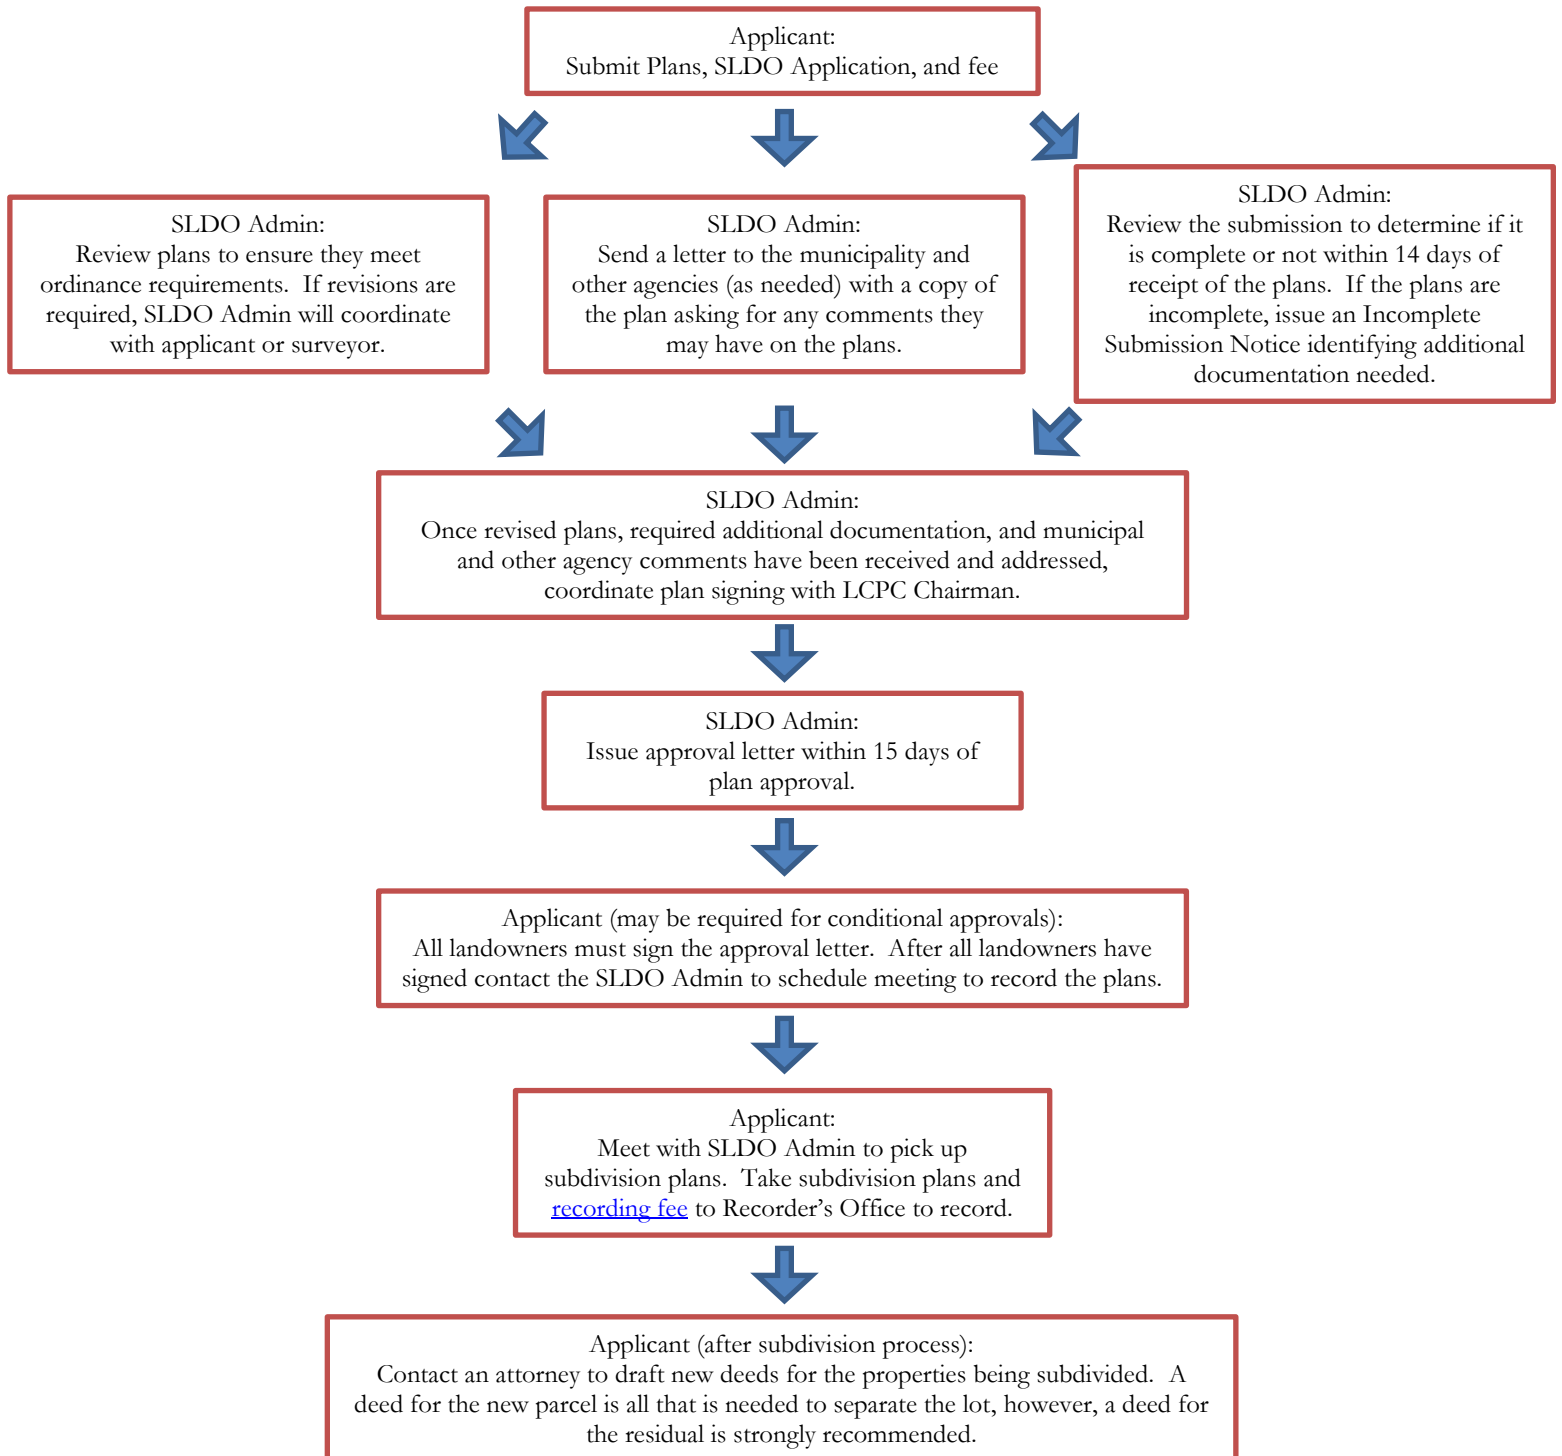 Applicant:
Submit Plans, SLDO Application, and fee
SLDO Admin:
Review plans to ensure they meet
ordinance requirements.  If revisions are
required, SLDO Admin will coordinate
with applicant or surveyor.
SLDO Admin:
Send a letter to the municipality and
other agencies (as needed) with a copy of
the plan asking for any comments they
may have on the plans.
SLDO Admin:
Review the submission to determine if it
is complete or not within 14 days of
receipt of the plans.  If the plans are
incomplete, issue an Incomplete
Submission Notice identifying additional
documentation needed.
SLDO Admin:
Once revised plans, required additional documentation, and municipal
and other agency comments have been received and addressed,
coordinate plan signing with LCPC Chairman.
SLDO Admin:
Issue approval letter within 15 days of
plan approval.
Applicant (may be required for conditional approvals):
All landowners must sign the approval letter.  After all landowners have
signed contact the SLDO Admin to schedule meeting to record the plans.
Applicant:
Meet with SLDO Admin to pick up
subdivision plans.  Take subdivision plans and
recording fee to Recorder’s Office to record.
Applicant (after subdivision process):
Contact an attorney to draft new deeds for the properties being subdivided.  A
deed for the new parcel is all that is needed to separate the lot, however, a deed for
the residual is strongly recommended.